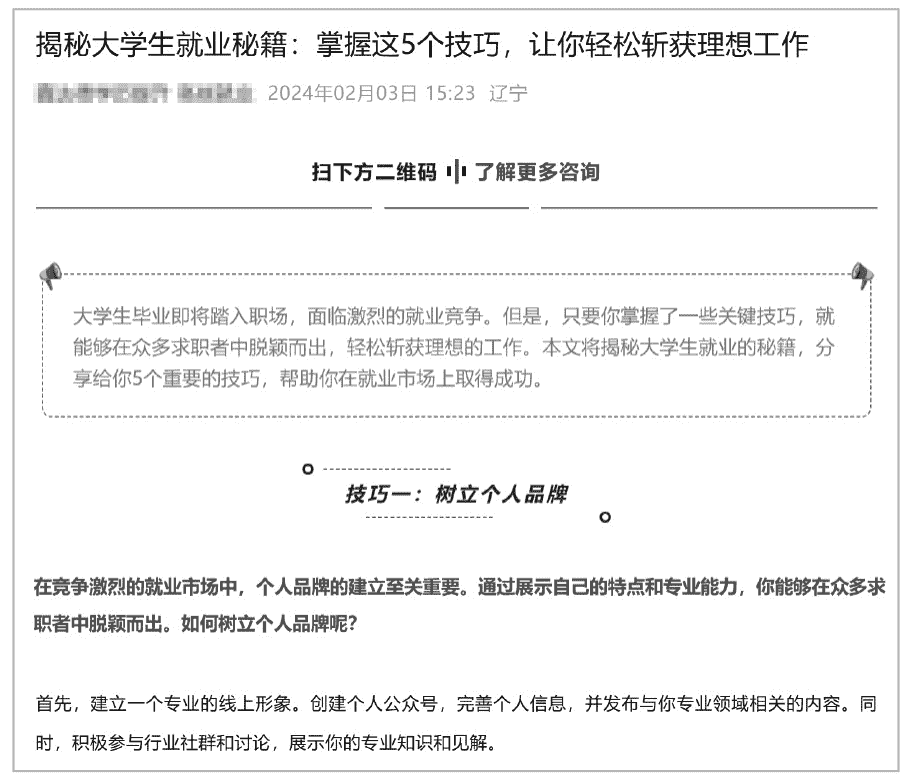 揭秘大学生就业秘籍：掌握这5个技巧，让你轻松斩获理想工作
2024年02月03日 15:23 辽宁
扫下方二维码 了解更多咨询
大学生毕业即将踏入职场，面临激烈的就业竞争。但是，只要你掌握了一些关键技巧，就
能够在众多求职者中脱颖而出，轻松斩获理想的工作。本文将揭秘大学生就业的秘籍，分
享给你5个重要的技巧，帮助你在就业市场上取得成功。
技巧一：树立个人品牌
在竞争激烈的就业市场中，个人品牌的建立至关重要。通过展示自己的特点和专业能力，你能够在众多求
职者中脱颖而出。如何树立个人品牌呢？
首先，建立一个专业的线上形象。创建个人公众号，完善个人信息，并发布与你专业领域相关的内容。同
时，积极参与行业社群和讨论，展示你的专业知识和见解。